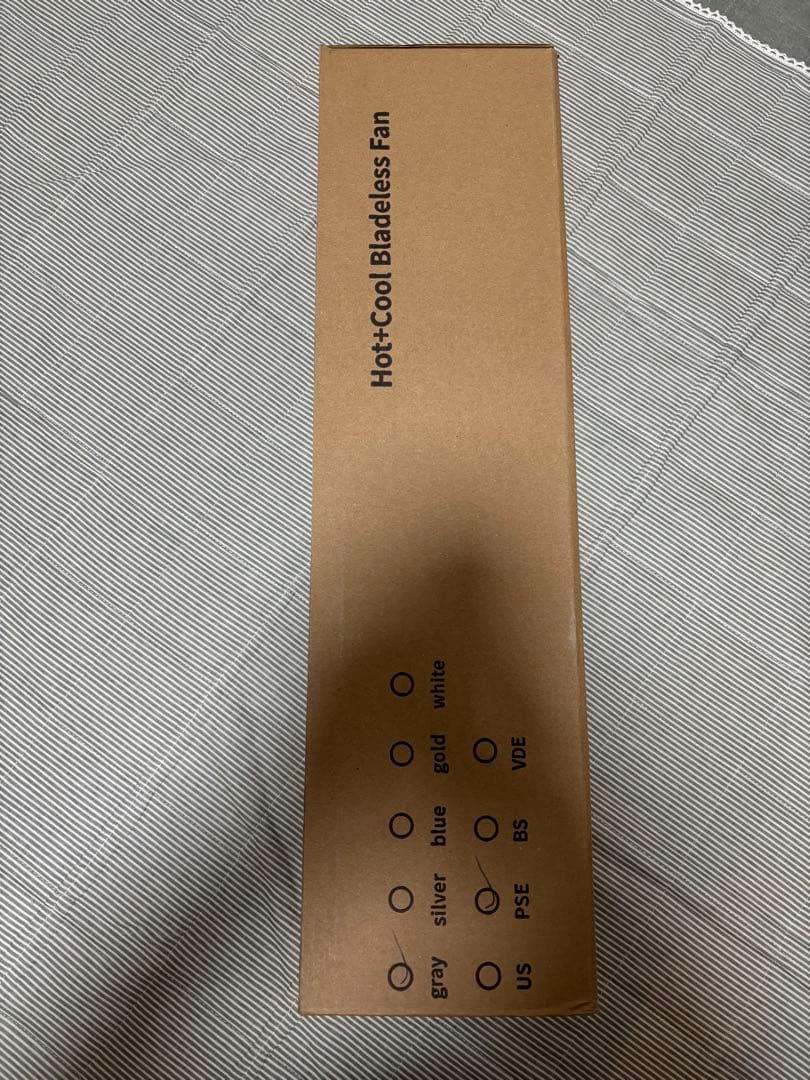 Hot+Cool Bladeless Fan
gray silver blue gold white
US PSE BS VDE